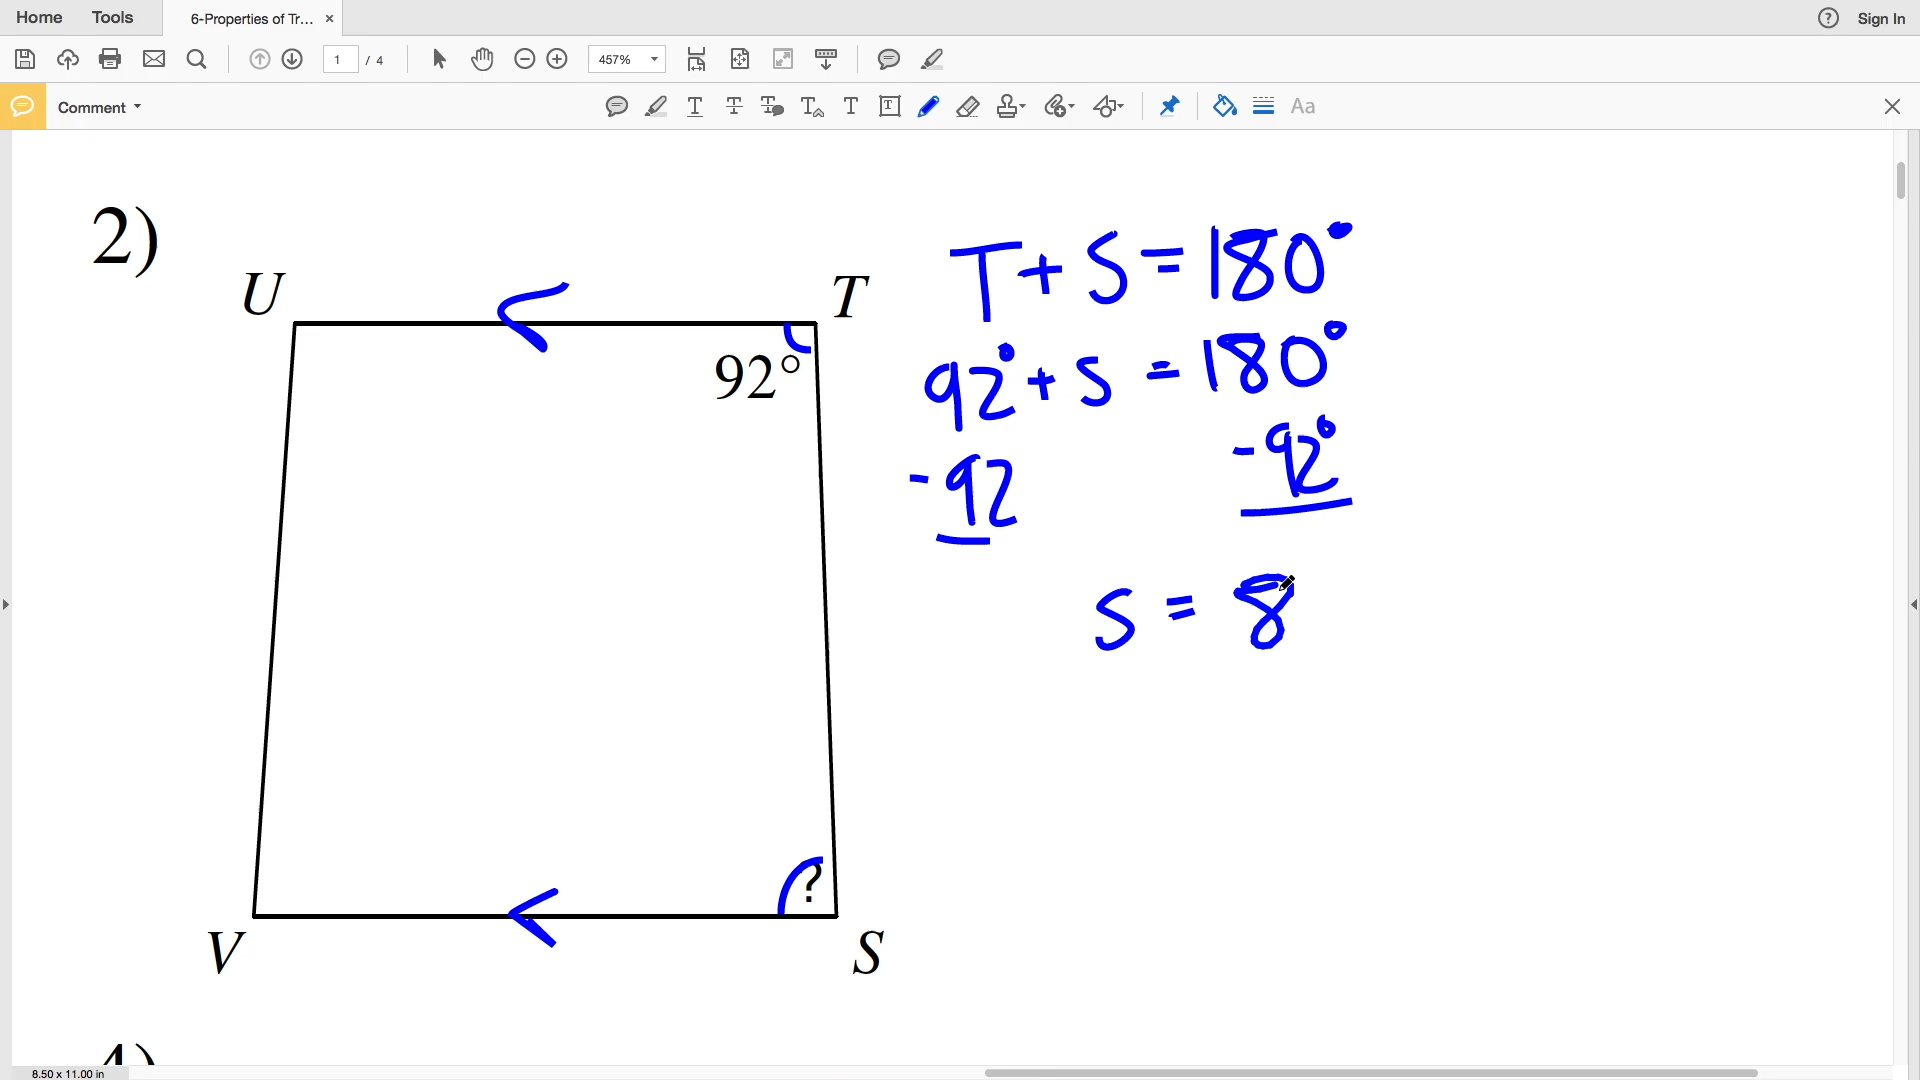 Home Tools 6-Properties of Tr... × ? Sign In
1 / 4 457%
Comment Aa
2)
U T
T + S = 180°
92°
92° + S = 180°
-92 -92°
S = 8
?
V S
4)
8.50 x 11.00 in